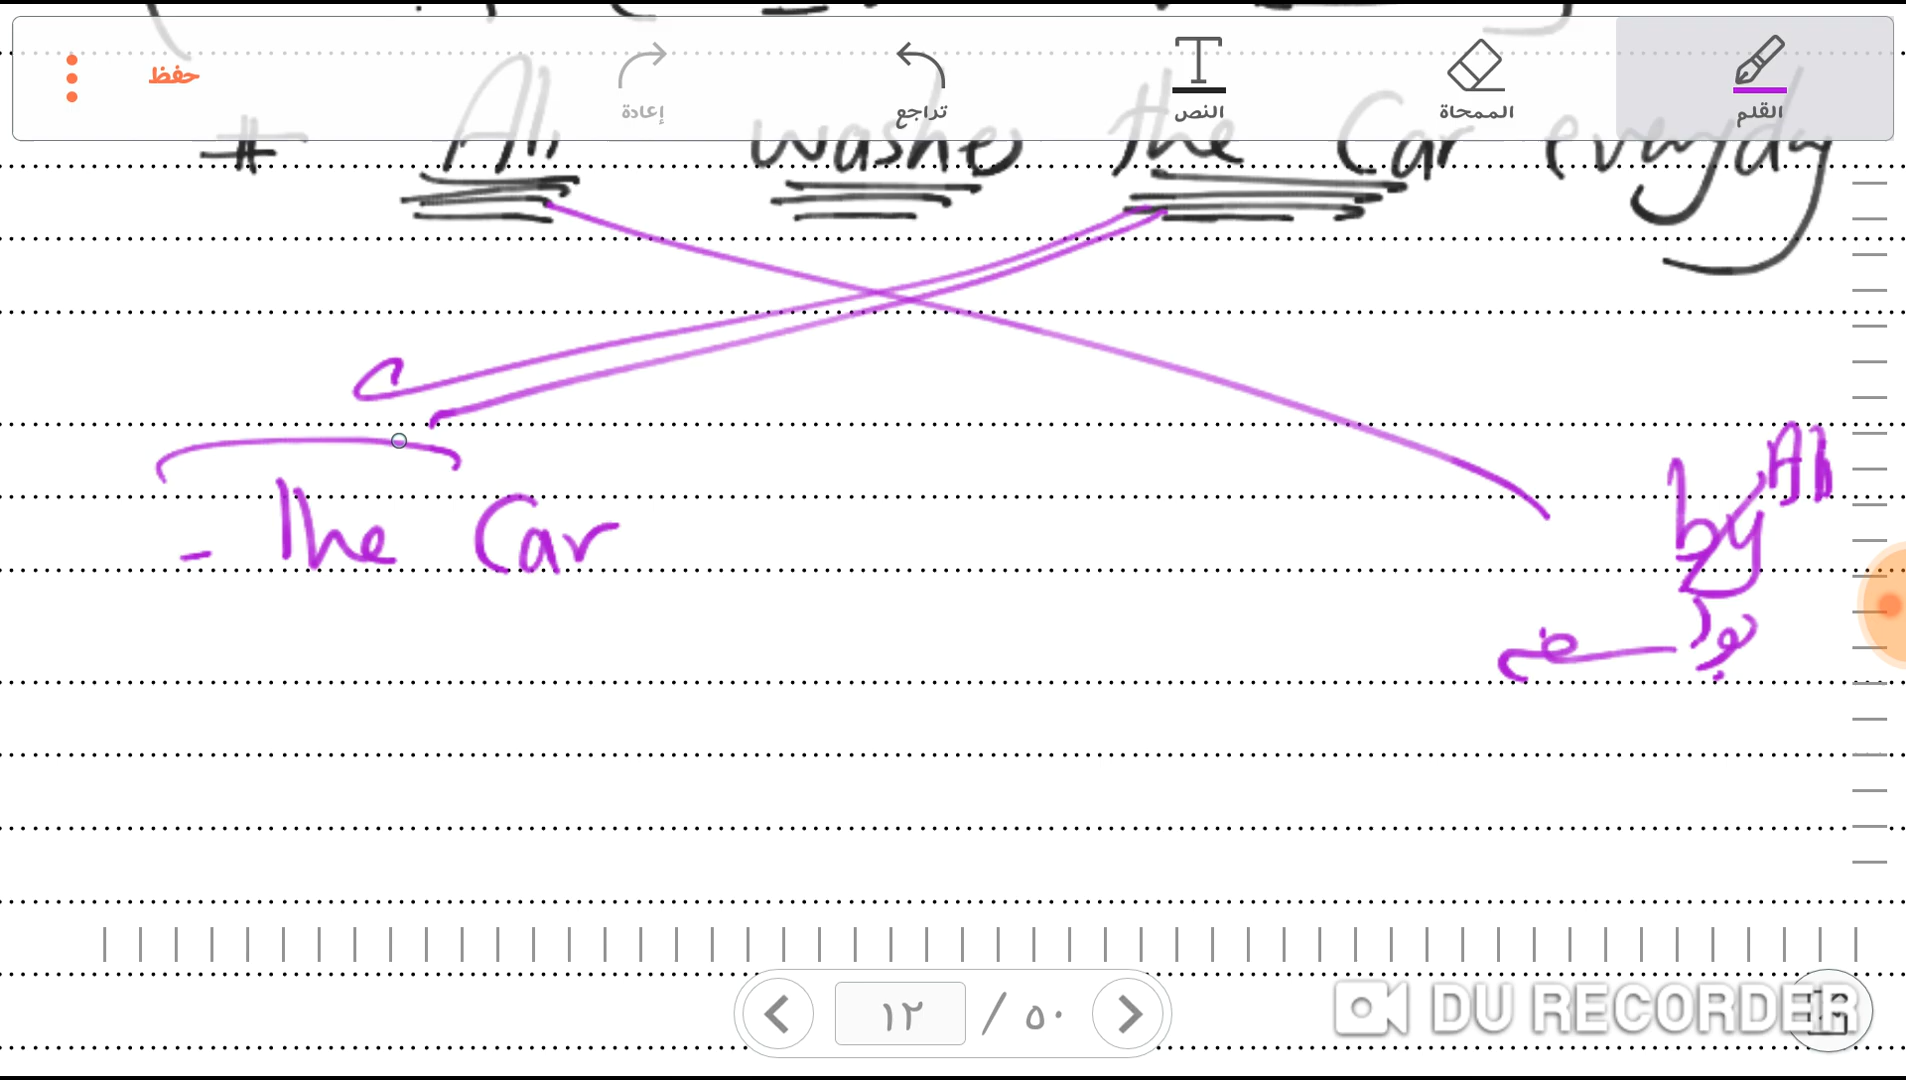 حفظ إعادة تراجع النص الممحاة القلم
# Ali washes the Car everyday
- The Car by Ali
١٢ / ٥٠
DU RECORDER